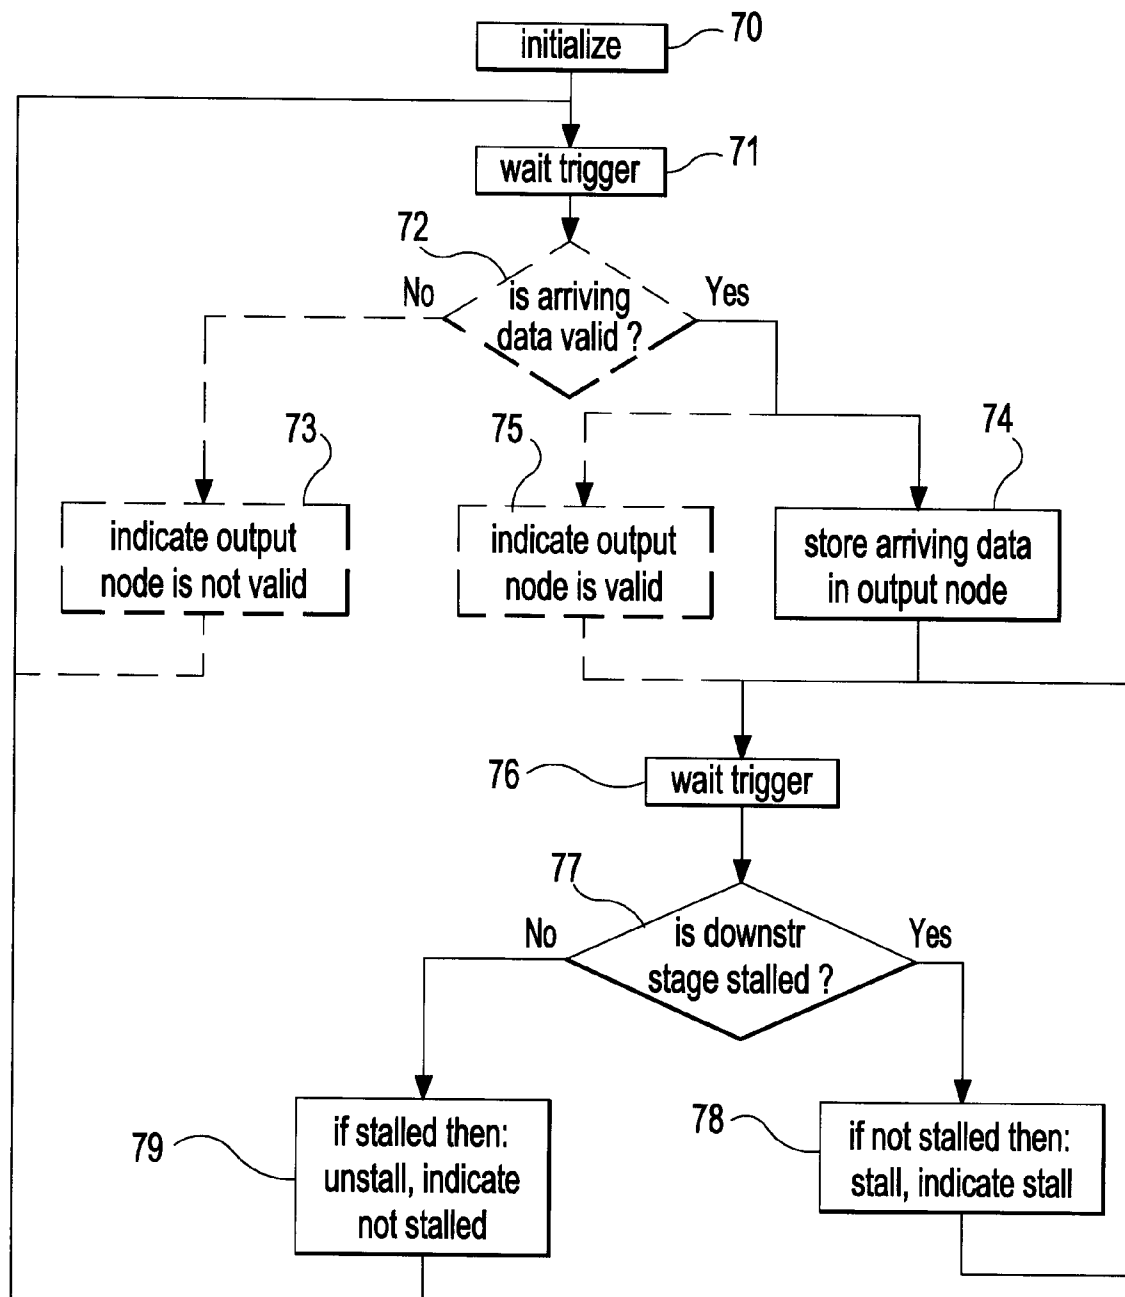 initialize
70
wait trigger
71
72
No
is arriving
data valid ?
Yes
73
75
74
indicate output
node is not valid
indicate output
node is valid
store arriving data
in output node
76
wait trigger
77
No
is downstr
stage stalled ?
Yes
79
if stalled then:
unstall, indicate
not stalled
78
if not stalled then:
stall, indicate stall